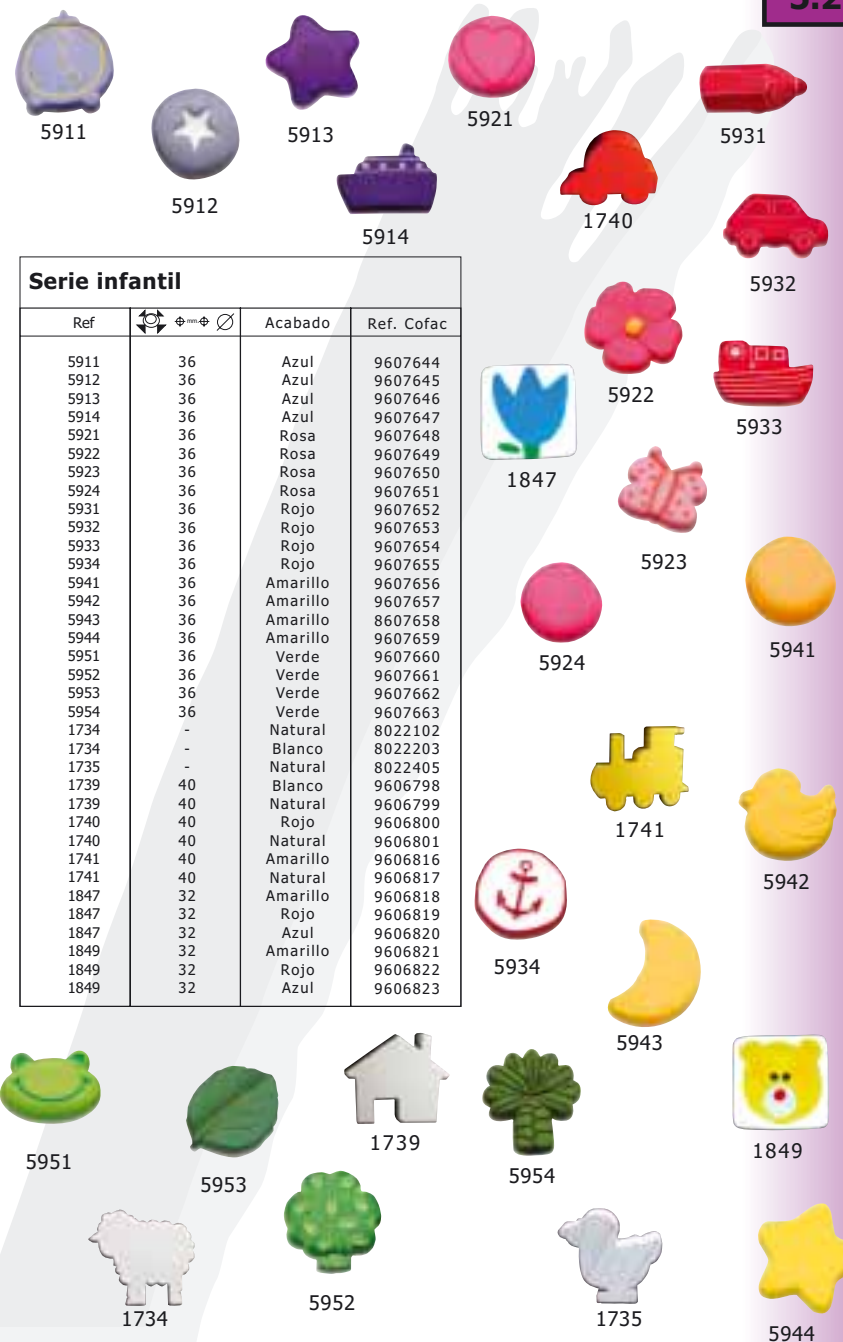 5.2
5911
5912
5913
5914
5921
5931
1740
5932
Serie infantil
Ref mm. Acabado Ref. Cofac
5911 36 Azul 9607644
5912 36 Azul 9607645
5913 36 Azul 9607646
5914 36 Azul 9607647
5921 36 Rosa 9607648
5922 36 Rosa 9607649
5923 36 Rosa 9607650
5924 36 Rosa 9607651
5931 36 Rojo 9607652
5932 36 Rojo 9607653
5933 36 Rojo 9607654
5934 36 Rojo 9607655
5941 36 Amarillo 9607656
5942 36 Amarillo 9607657
5943 36 Amarillo 8607658
5944 36 Amarillo 9607659
5951 36 Verde 9607660
5952 36 Verde 9607661
5953 36 Verde 9607662
5954 36 Verde 9607663
1734 - Natural 8022102
1734 - Blanco 8022203
1735 - Natural 8022405
1739 40 Blanco 9606798
1739 40 Natural 9606799
1740 40 Rojo 9606800
1740 40 Natural 9606801
1741 40 Amarillo 9606816
1741 40 Natural 9606817
1847 32 Amarillo 9606818
1847 32 Rojo 9606819
1847 32 Azul 9606820
1849 32 Amarillo 9606821
1849 32 Rojo 9606822
1849 32 Azul 9606823
5922
5933
1847
5923
5924
5941
1741
5942
5934
5943
5951
5953
1739
5954
1849
1734
5952
1735
5944